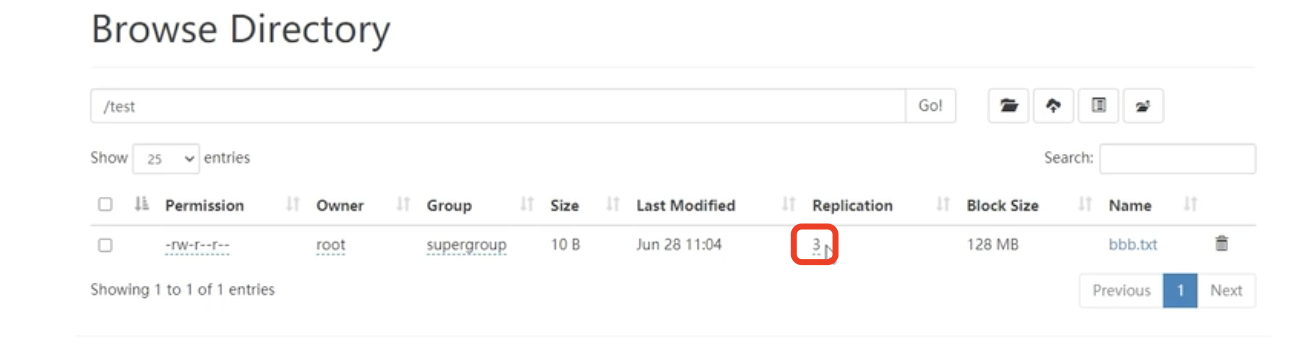 Browse Directory
/test Go!
Show 25 entries Search:
Permission Owner Group Size Last Modified Replication Block Size Name
-rw-r--r-- root supergroup 10 B Jun 28 11:04 3 128 MB bbb.txt
Showing 1 to 1 of 1 entries Previous 1 Next